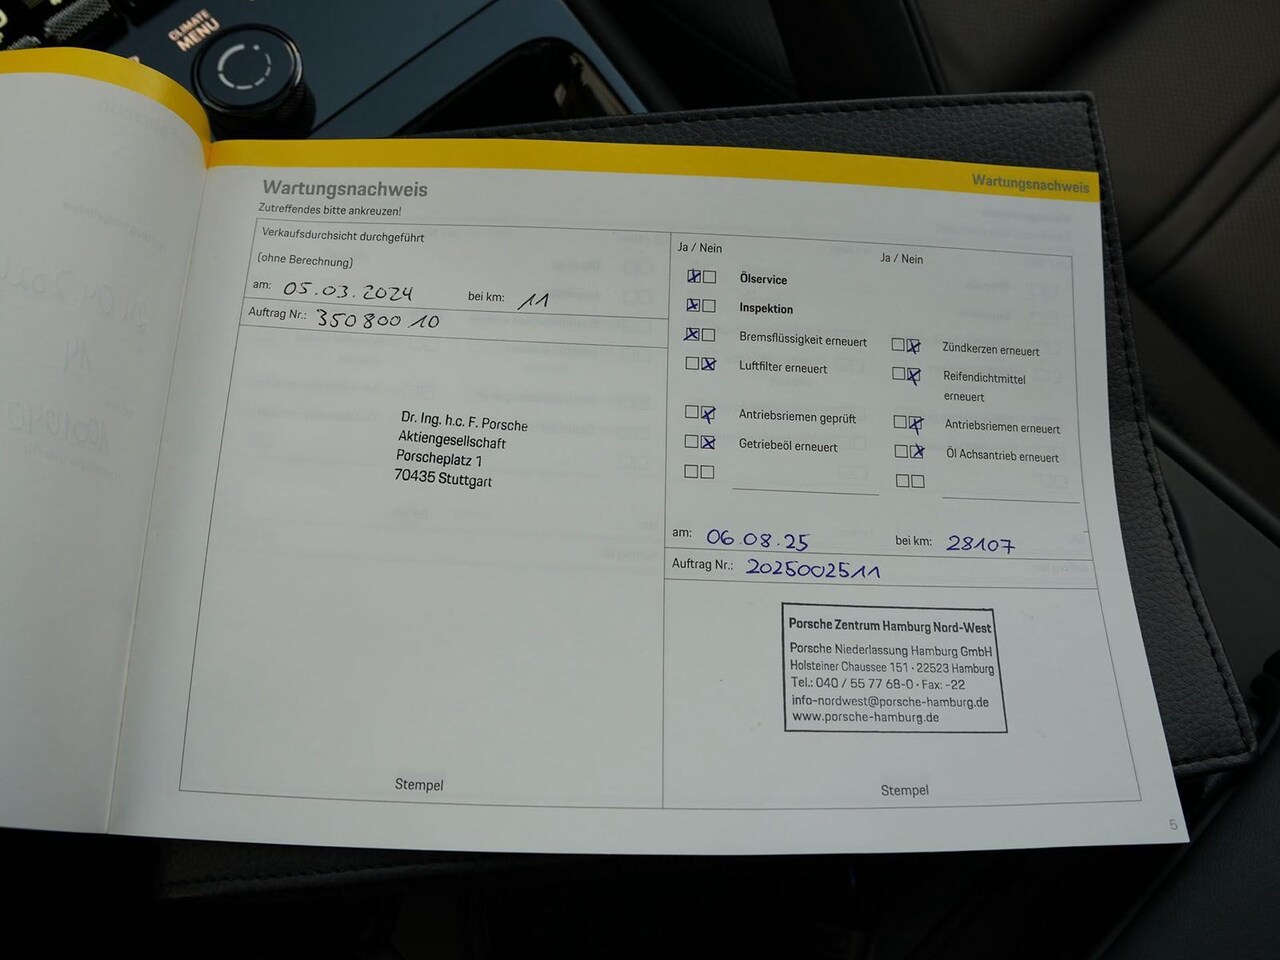 CLIMATE
MENU
Wartungsnachweis
Wartungsnachweis
Zutreffendes bitte ankreuzen!
Verkaufsdurchsicht durchgeführt
(ohne Berechnung)
am: 05.03.2024 bei km: 11
Auftrag Nr.: 350800 10
Dr. Ing. h.c. F. Porsche
Aktiengesellschaft
Porscheplatz 1
70435 Stuttgart
Stempel
Ja / Nein
Ja / Nein
Ölservice
Inspektion
Bremsflüssigkeit erneuert
Zündkerzen erneuert
Luftfilter erneuert
Reifendichtmittel
erneuert
Antriebsriemen geprüft
Antriebsriemen erneuert
Getriebeöl erneuert
Öl Achsantrieb erneuert
am: 06.08.25 bei km: 28107
Auftrag Nr.: 2025002511
Porsche Zentrum Hamburg Nord-West
Porsche Niederlassung Hamburg GmbH
Holsteiner Chaussee 151 · 22523 Hamburg
Tel.: 040 / 55 77 68-0 · Fax: -22
info-nordwest@porsche-hamburg.de
www.porsche-hamburg.de
Stempel
5